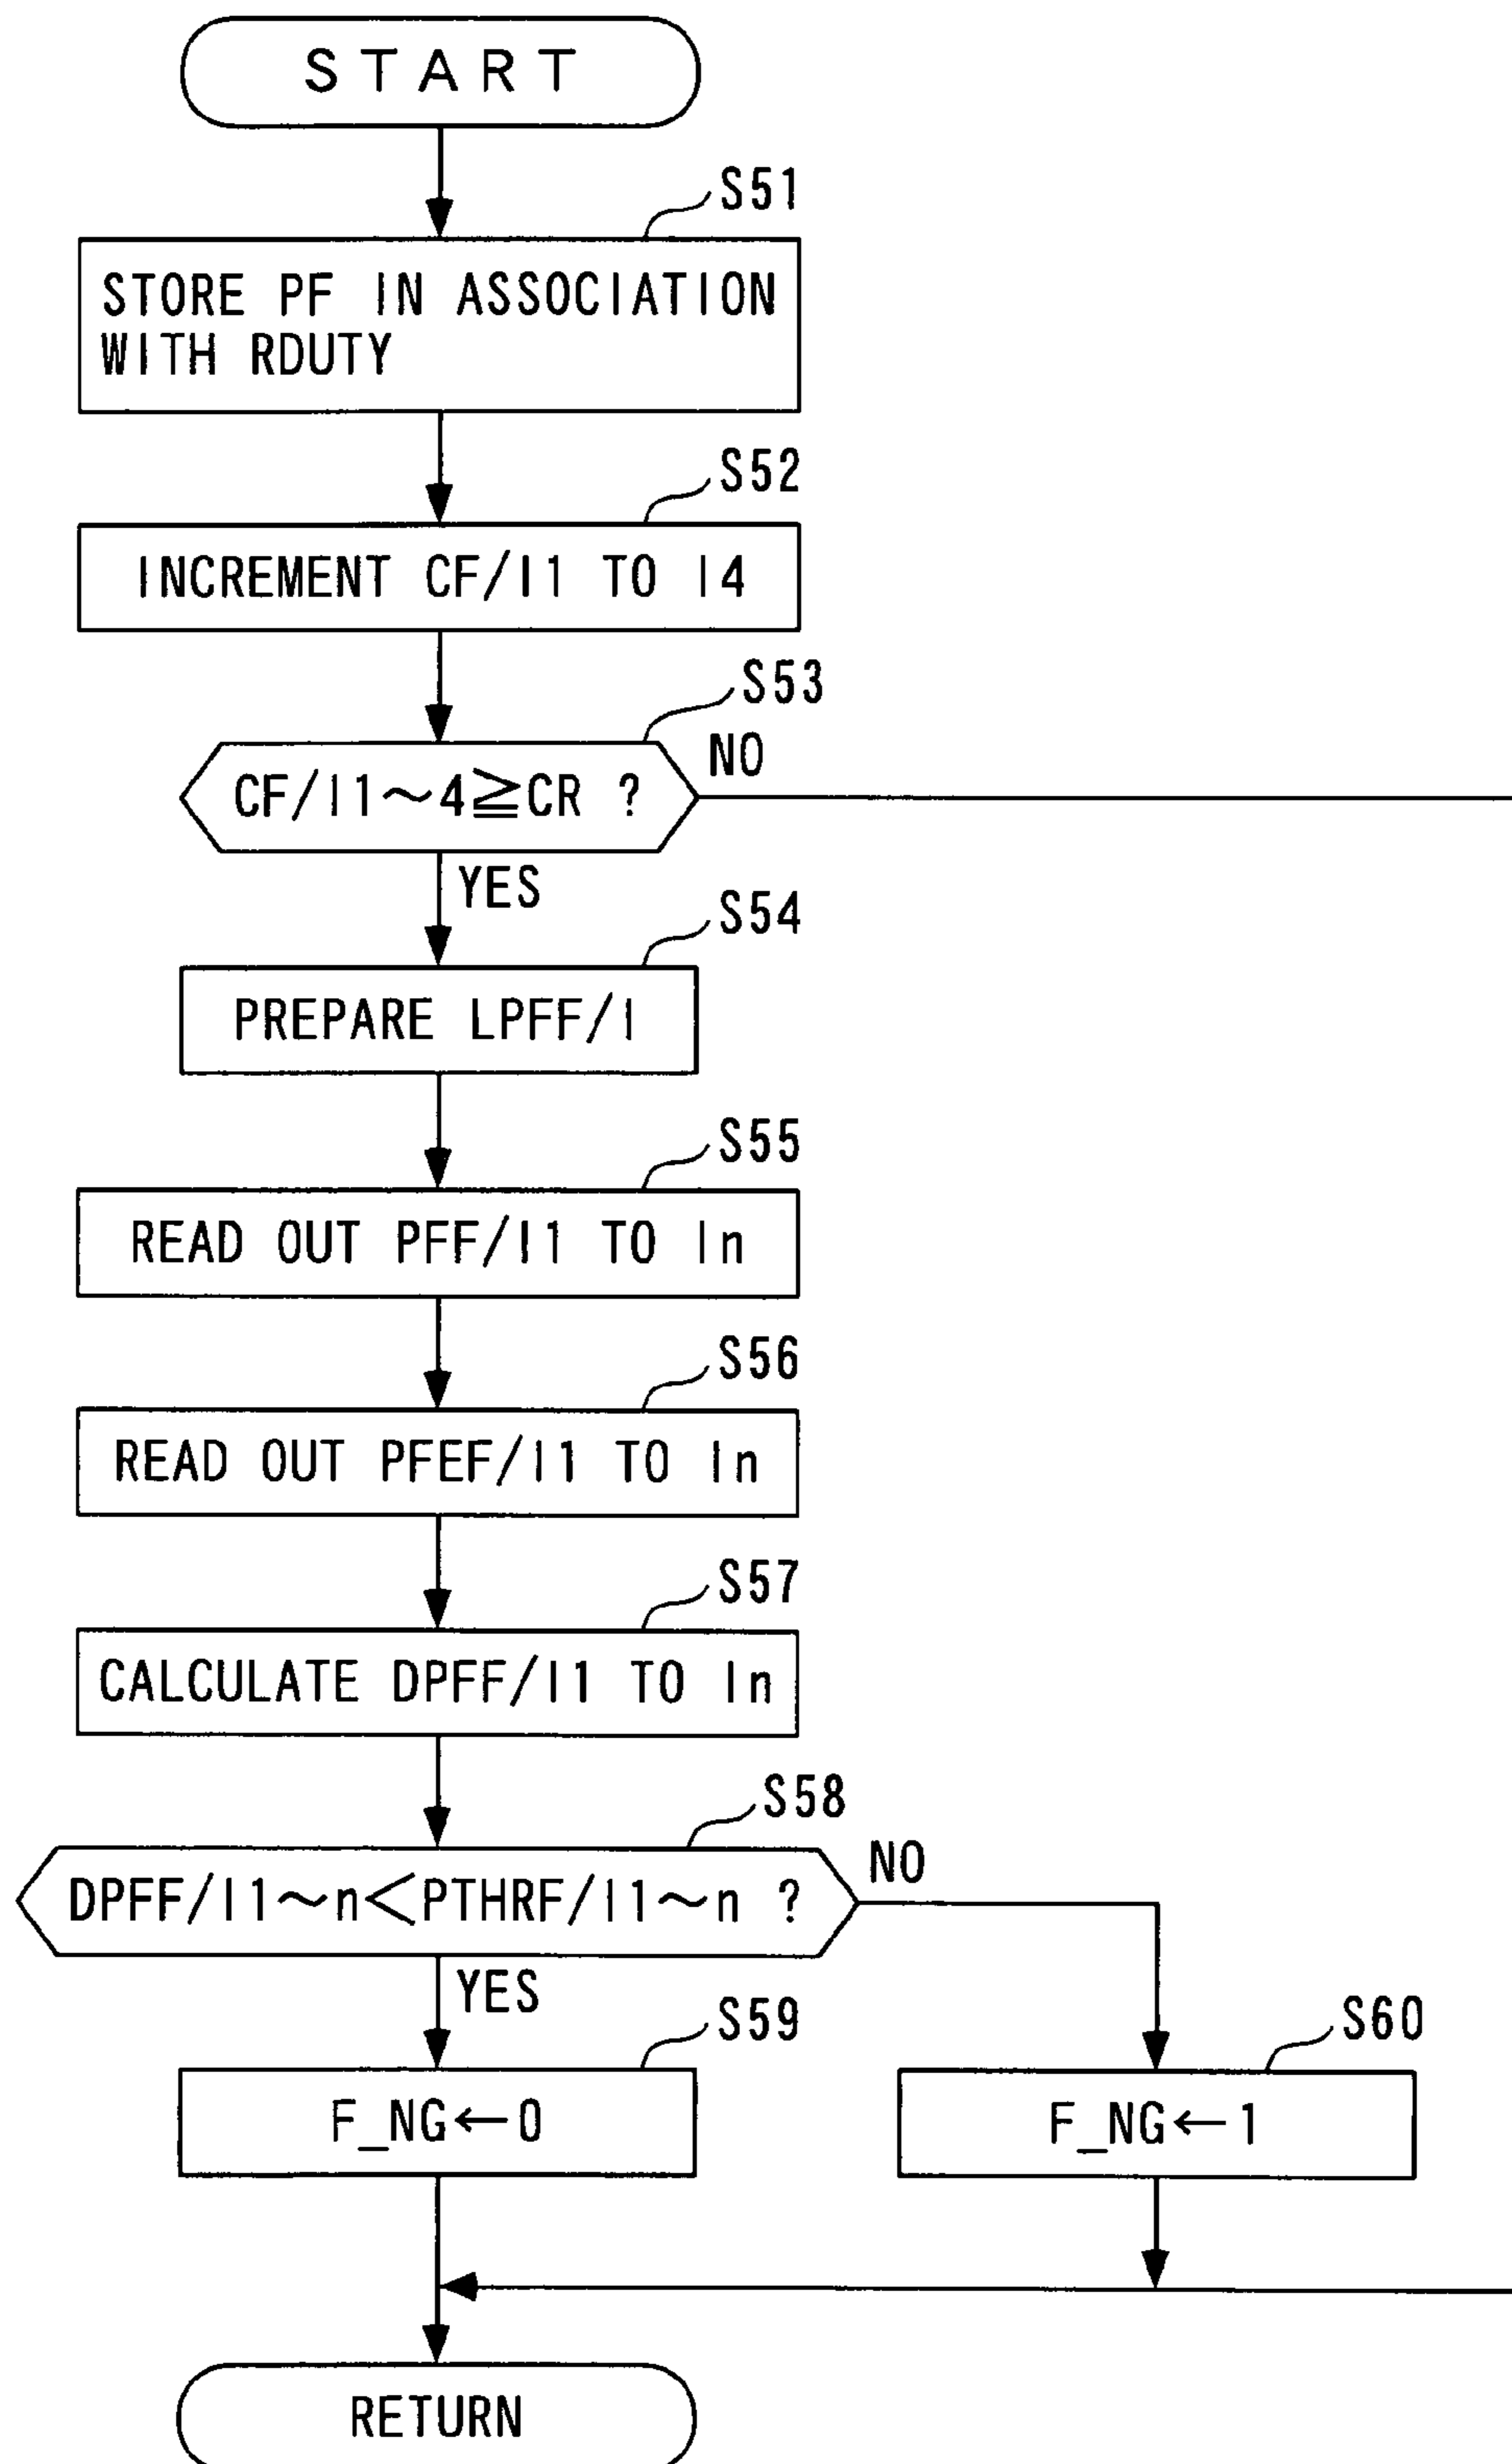 START
S51
STORE PF IN ASSOCIATION
WITH RDUTY
S52
INCREMENT CF/I1 TO I4
S53
CF/I1~4≧CR ?
NO
YES
S54
PREPARE LPFF/I
S55
READ OUT PFF/I1 TO In
S56
READ OUT PFEF/I1 TO In
S57
CALCULATE DPFF/I1 TO In
S58
DPFF/I1~n<PTHRF/I1~n ?
NO
YES
S59
S60
F_NG←0
F_NG←1
RETURN